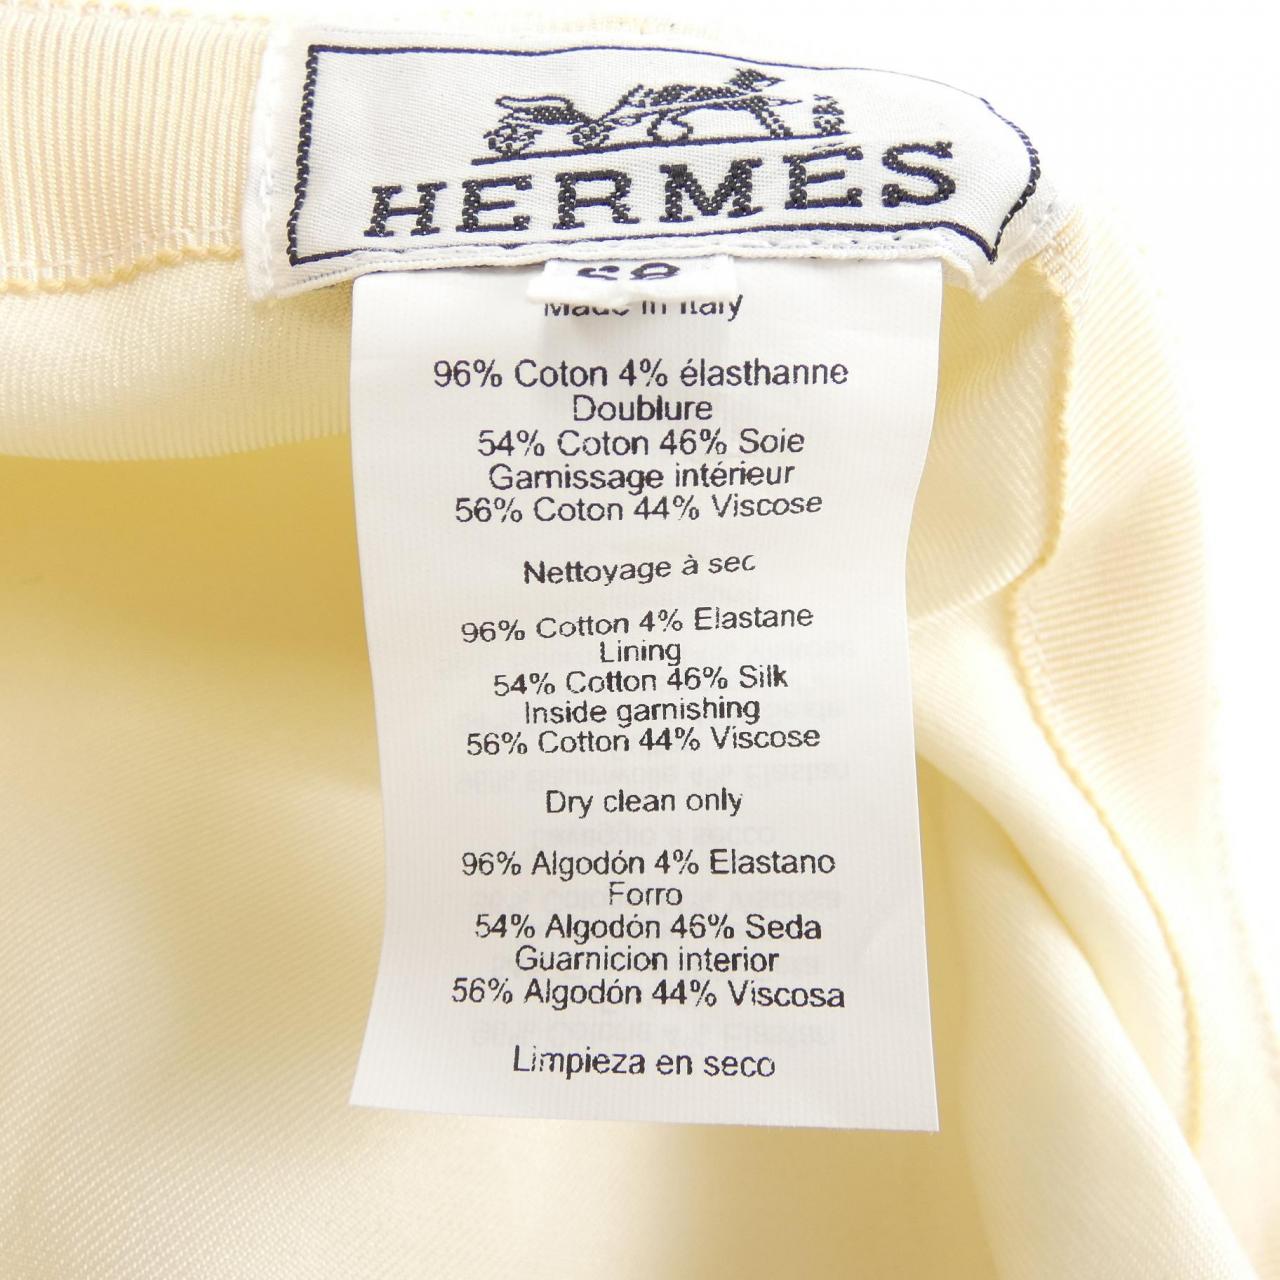 HERMÈS
Made in Italy
96% Coton 4% élasthanne
Doublure
54% Coton 46% Soie
Garnissage intérieur
56% Coton 44% Viscose
Nettoyage à sec
96% Cotton 4% Elastane
Lining
54% Cotton 46% Silk
Inside garnishing
56% Cotton 44% Viscose
Dry clean only
96% Algodón 4% Elastano
Forro
54% Algodón 46% Seda
Guarnicion interior
56% Algodón 44% Viscosa
Limpieza en seco